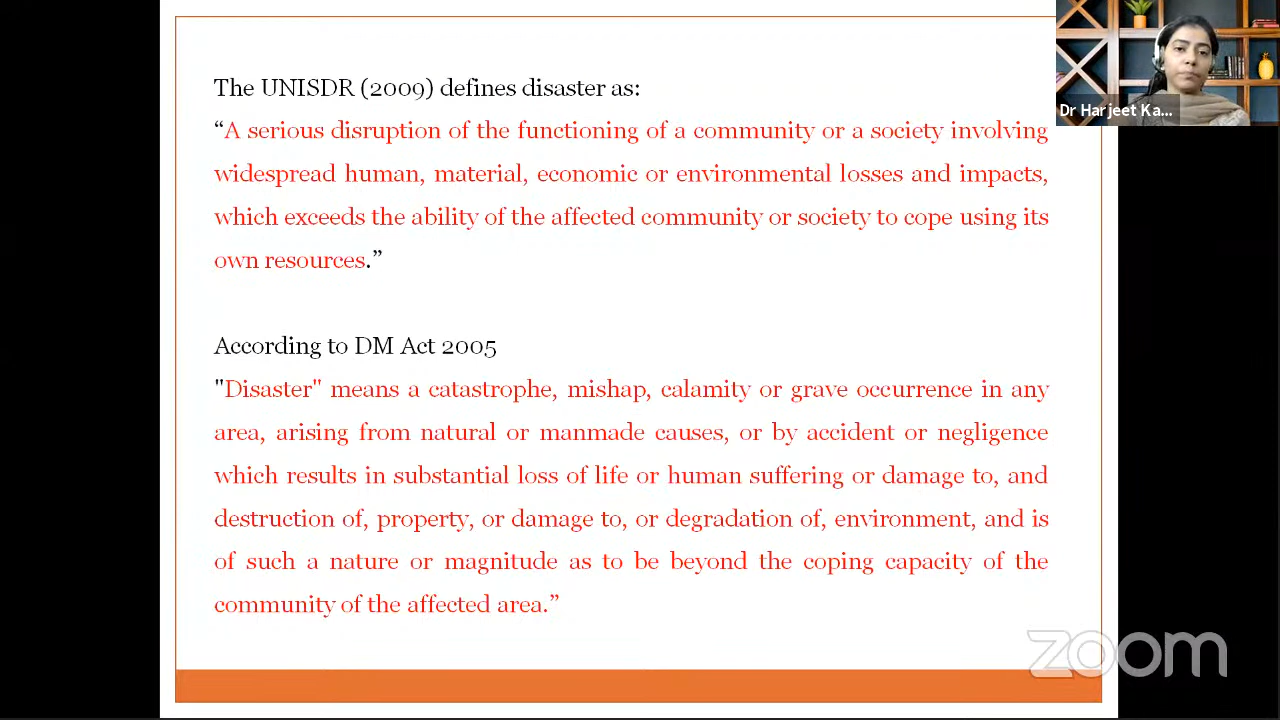 The UNISDR (2009) defines disaster as:
“A serious disruption of the functioning of a community or a society involving
widespread human, material, economic or environmental losses and impacts,
which exceeds the ability of the affected community or society to cope using its
own resources.”
According to DM Act 2005
"Disaster" means a catastrophe, mishap, calamity or grave occurrence in any
area, arising from natural or manmade causes, or by accident or negligence
which results in substantial loss of life or human suffering or damage to, and
destruction of, property, or damage to, or degradation of, environment, and is
of such a nature or magnitude as to be beyond the coping capacity of the
community of the affected area.”
Dr Harjeet Ka...
zoom